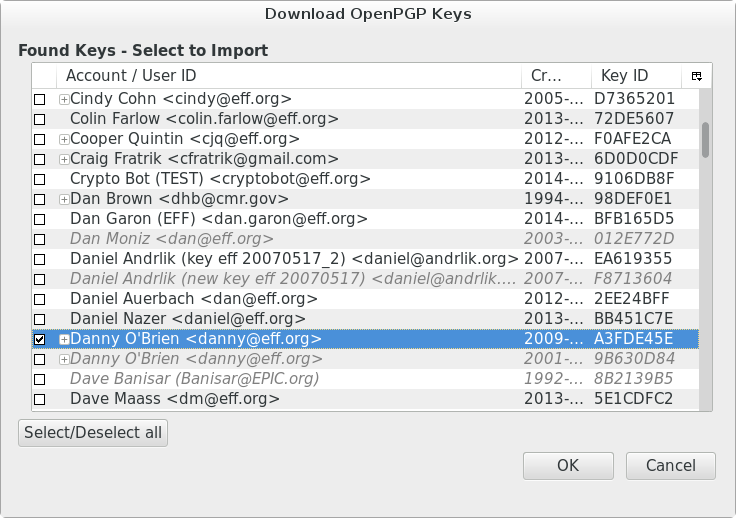 Download OpenPGP Keys
Found Keys - Select to Import
Account / User ID Cr... Key ID
Cindy Cohn <cindy@eff.org> 2005-... D7365201
Colin Farlow <colin.farlow@eff.org> 2013-... 72DE5607
Cooper Quintin <cjq@eff.org> 2012-... F0AFE2CA
Craig Fratrik <cfratrik@gmail.com> 2013-... 6D0D0CDF
Crypto Bot (TEST) <cryptobot@eff.org> 2014-... 9106DB8F
Dan Brown <dhb@cmr.gov> 1994-... 98DEF0E1
Dan Garon (EFF) <dan.garon@eff.org> 2014-... BFB165D5
Dan Moniz <dan@eff.org> 2003-... 012E772D
Daniel Andrlik (key eff 20070517_2) <daniel@andrlik.org> 2007-... EA619355
Daniel Andrlik (new key eff 20070517) <daniel@andrlik.... 2007-... F8713604
Daniel Auerbach <dan@eff.org> 2012-... 2EE24BFF
Daniel Nazer <daniel@eff.org> 2013-... BB451C7E
Danny O'Brien <danny@eff.org> 2009-... A3FDE45E
Danny O'Brien <danny@eff.org> 2001-... 9B630D84
Dave Banisar (Banisar@EPIC.org) 1992-... 8B2139B5
Dave Maass <dm@eff.org> 2013-... 5E1CDFC2
Select/Deselect all
OK Cancel